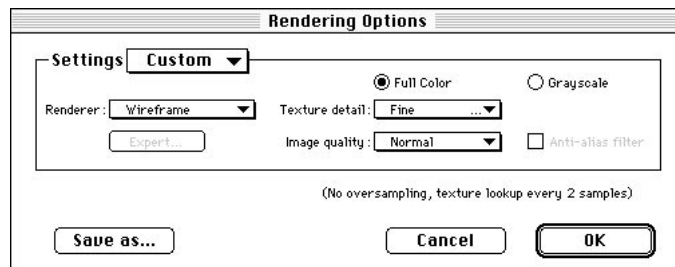 Rendering Options
Settings Custom
Full Color Grayscale
Renderer: Wireframe Texture detail: Fine ...
Expert... Image quality: Normal Anti-alias filter
(No oversampling, texture lookup every 2 samples)
Save as... Cancel OK